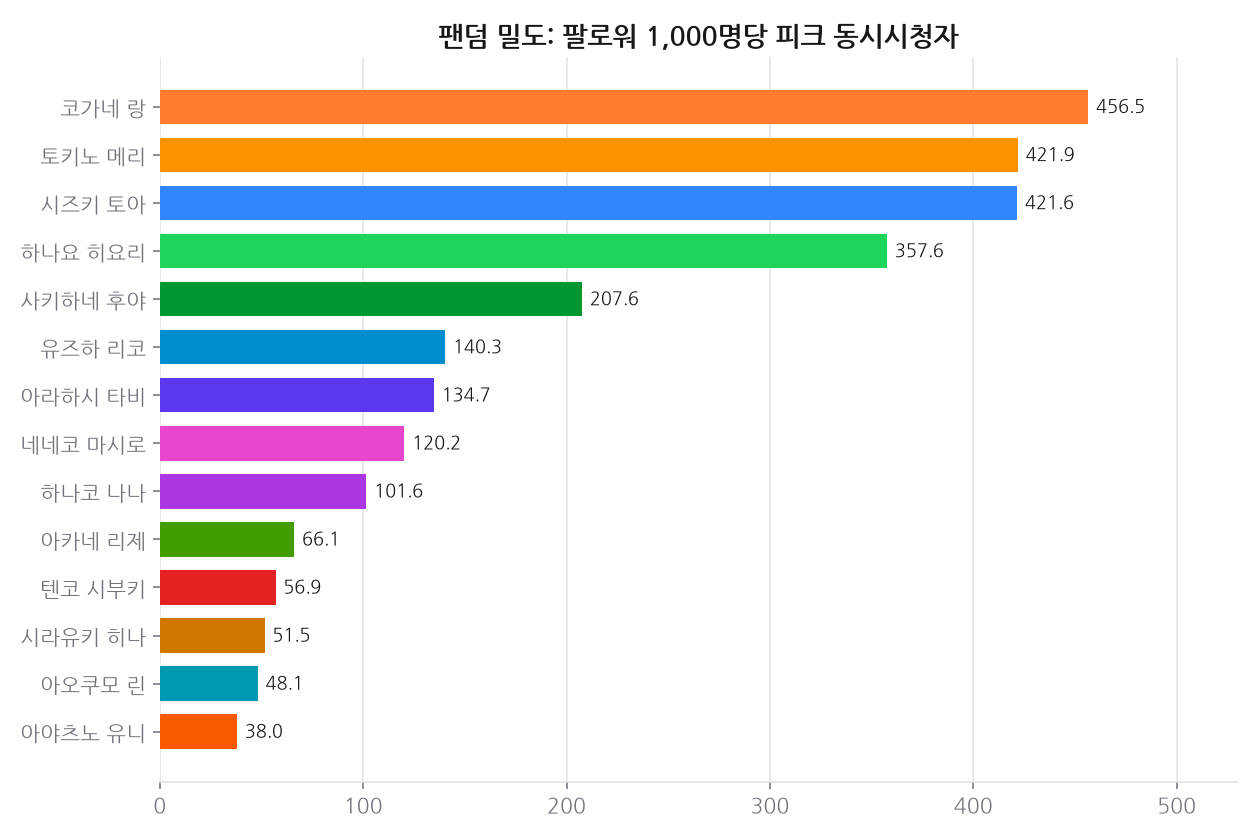 팬덤 밀도: 팔로워 1,000명당 피크 동시시청자
코가네 랑 456.5
토키노 메리 421.9
시즈키 토아 421.6
하나요 히요리 357.6
사키하네 후야 207.6
유즈하 리코 140.3
아라하시 타비 134.7
네네코 마시로 120.2
하나코 나나 101.6
아카네 리제 66.1
텐코 시부키 56.9
시라유키 히나 51.5
아오쿠모 린 48.1
아야츠노 유니 38.0
0 100 200 300 400 500